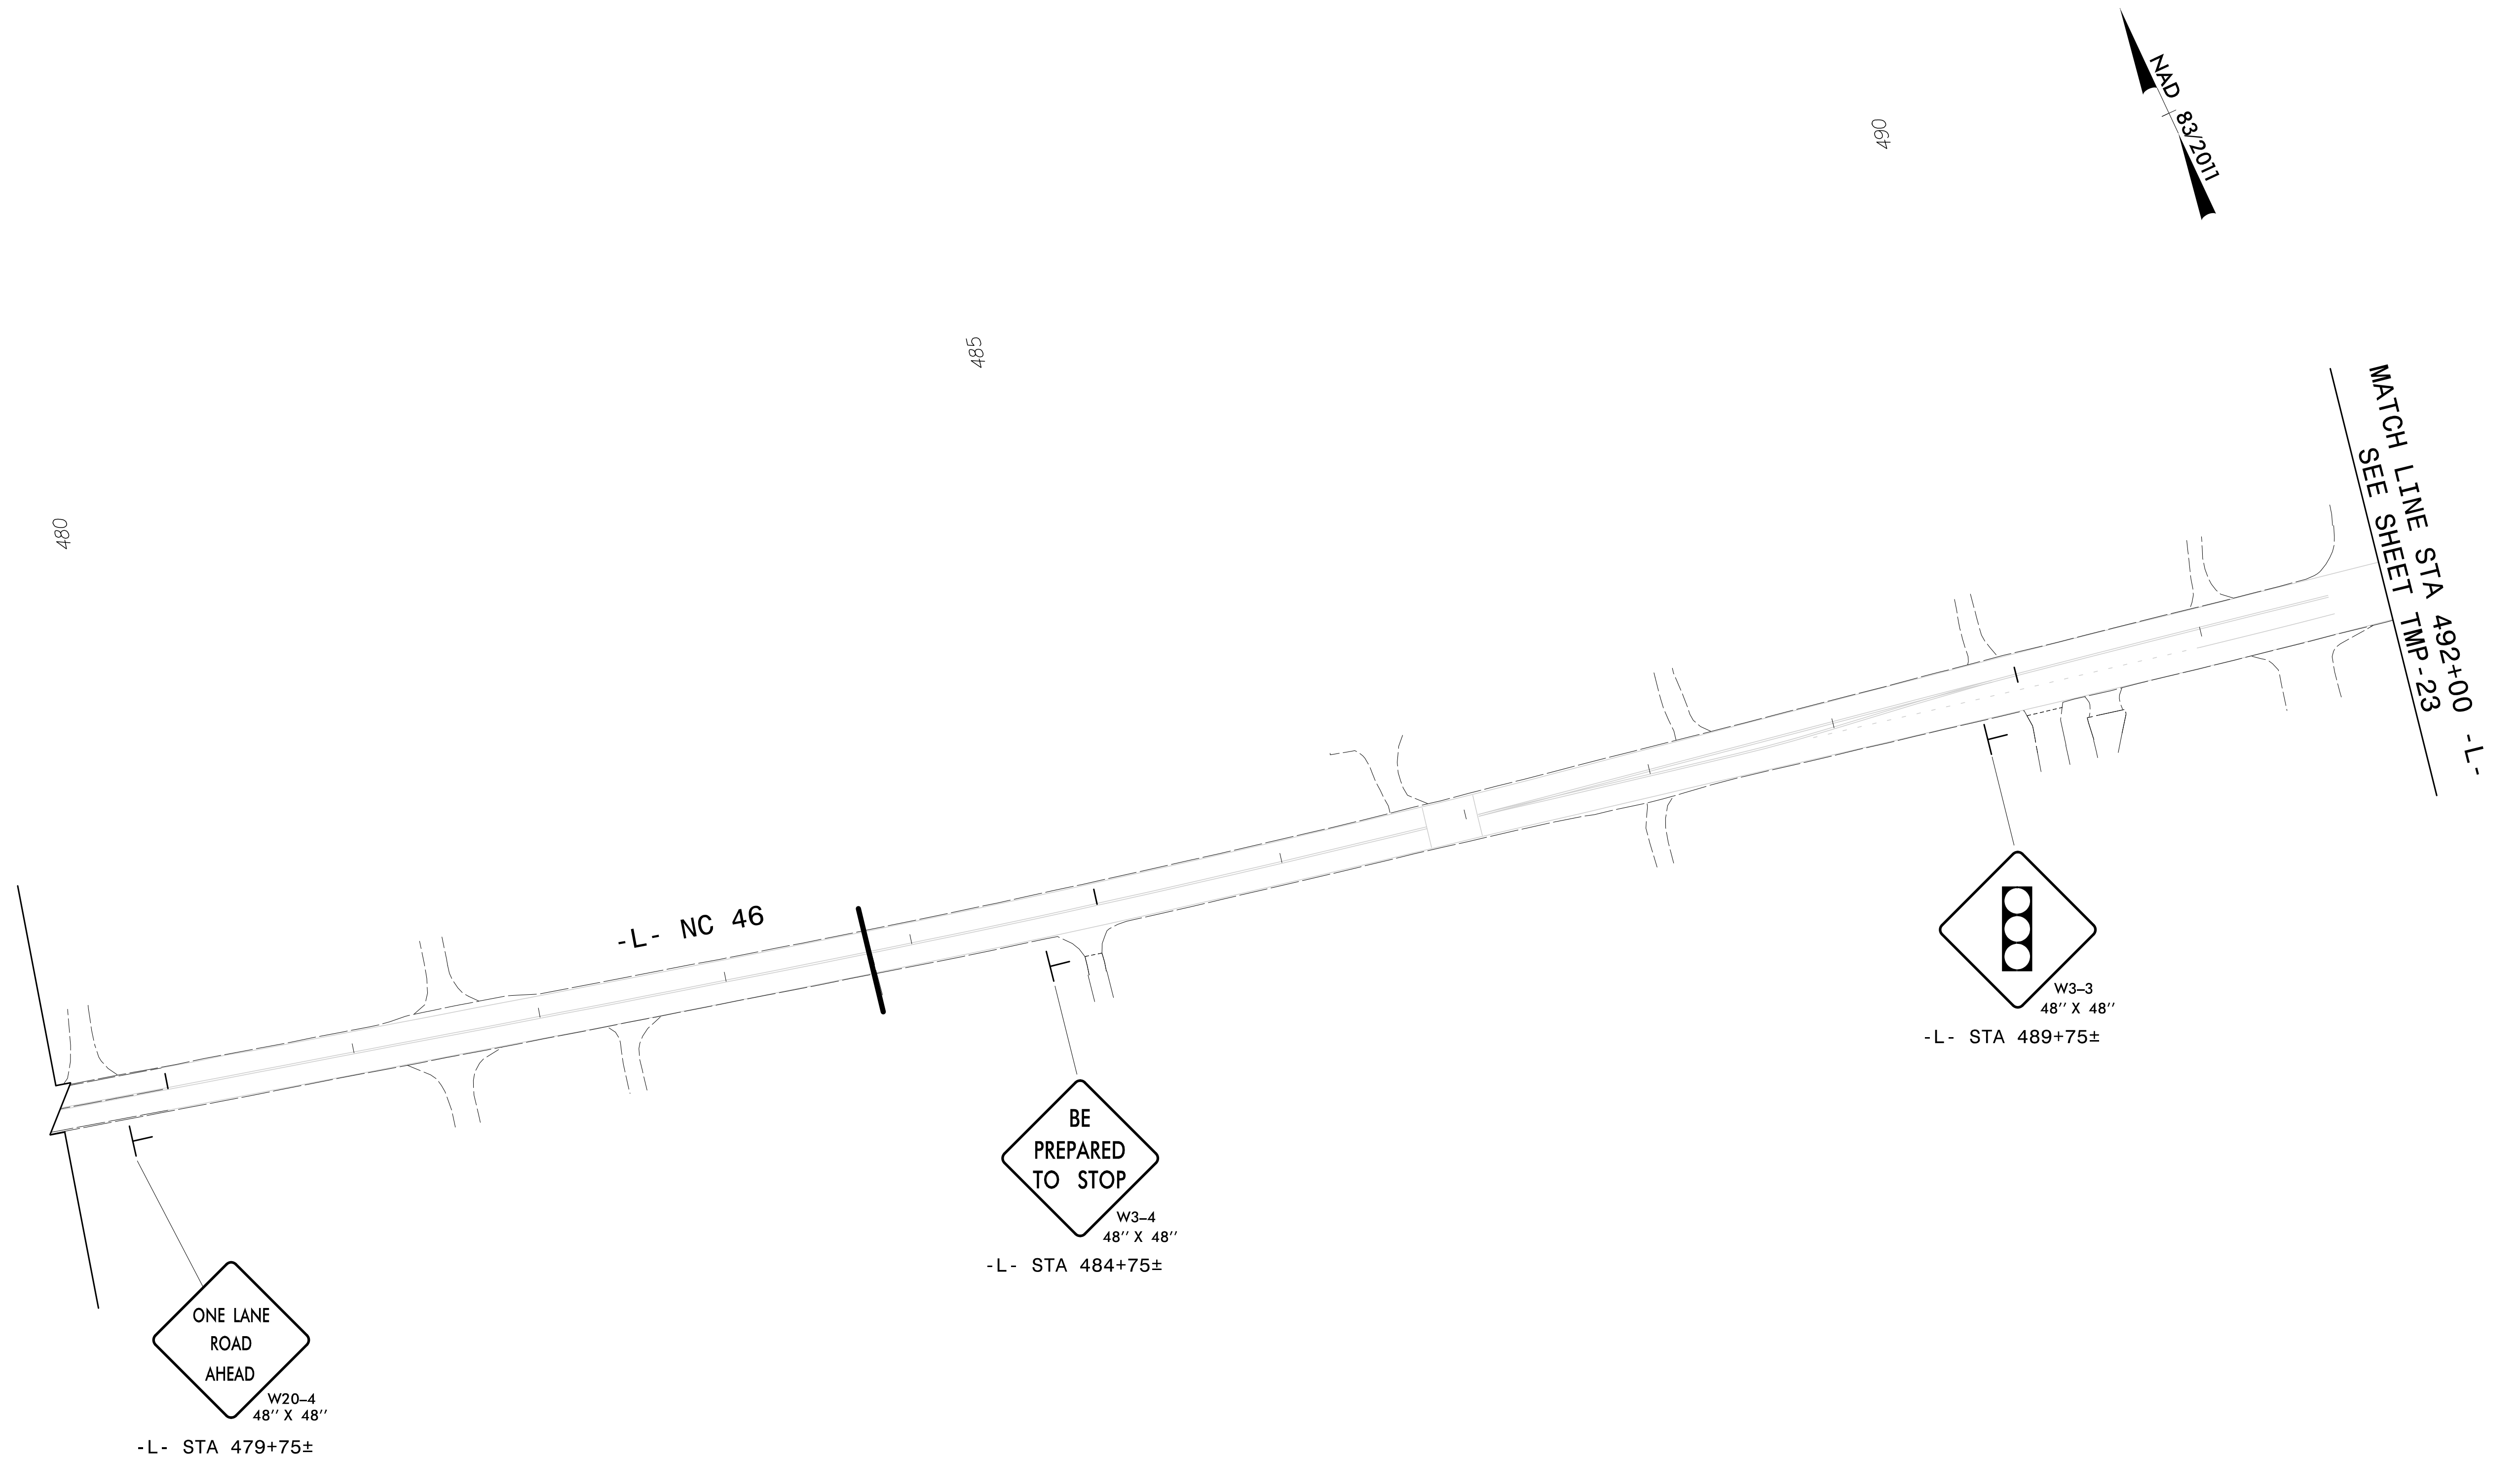 NAD 83/2011
490
485
480
MATCH LINE STA 492+00 -L-
SEE SHEET TMP-23
-L- NC 46
W3-3
48'' X 48''
-L- STA 489+75±
BE
PREPARED
TO STOP
W3-4
48'' X 48''
-L- STA 484+75±
ONE LANE
ROAD
AHEAD
W20-4
48'' X 48''
-L- STA 479+75±